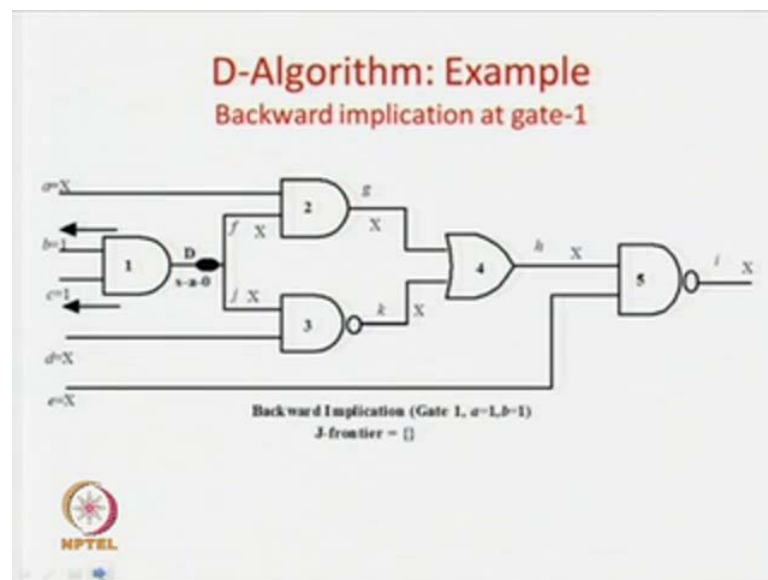 D-Algorithm: Example
Backward implication at gate-1
a=X
g
2
f X
X
b=1
D
1
h X
i X
4
s-a-0
5
c=1
j X
k X
3
d=X
e=X
Backward Implication (Gate 1, a=1,b=1)
J-frontier = {}
NPTEL